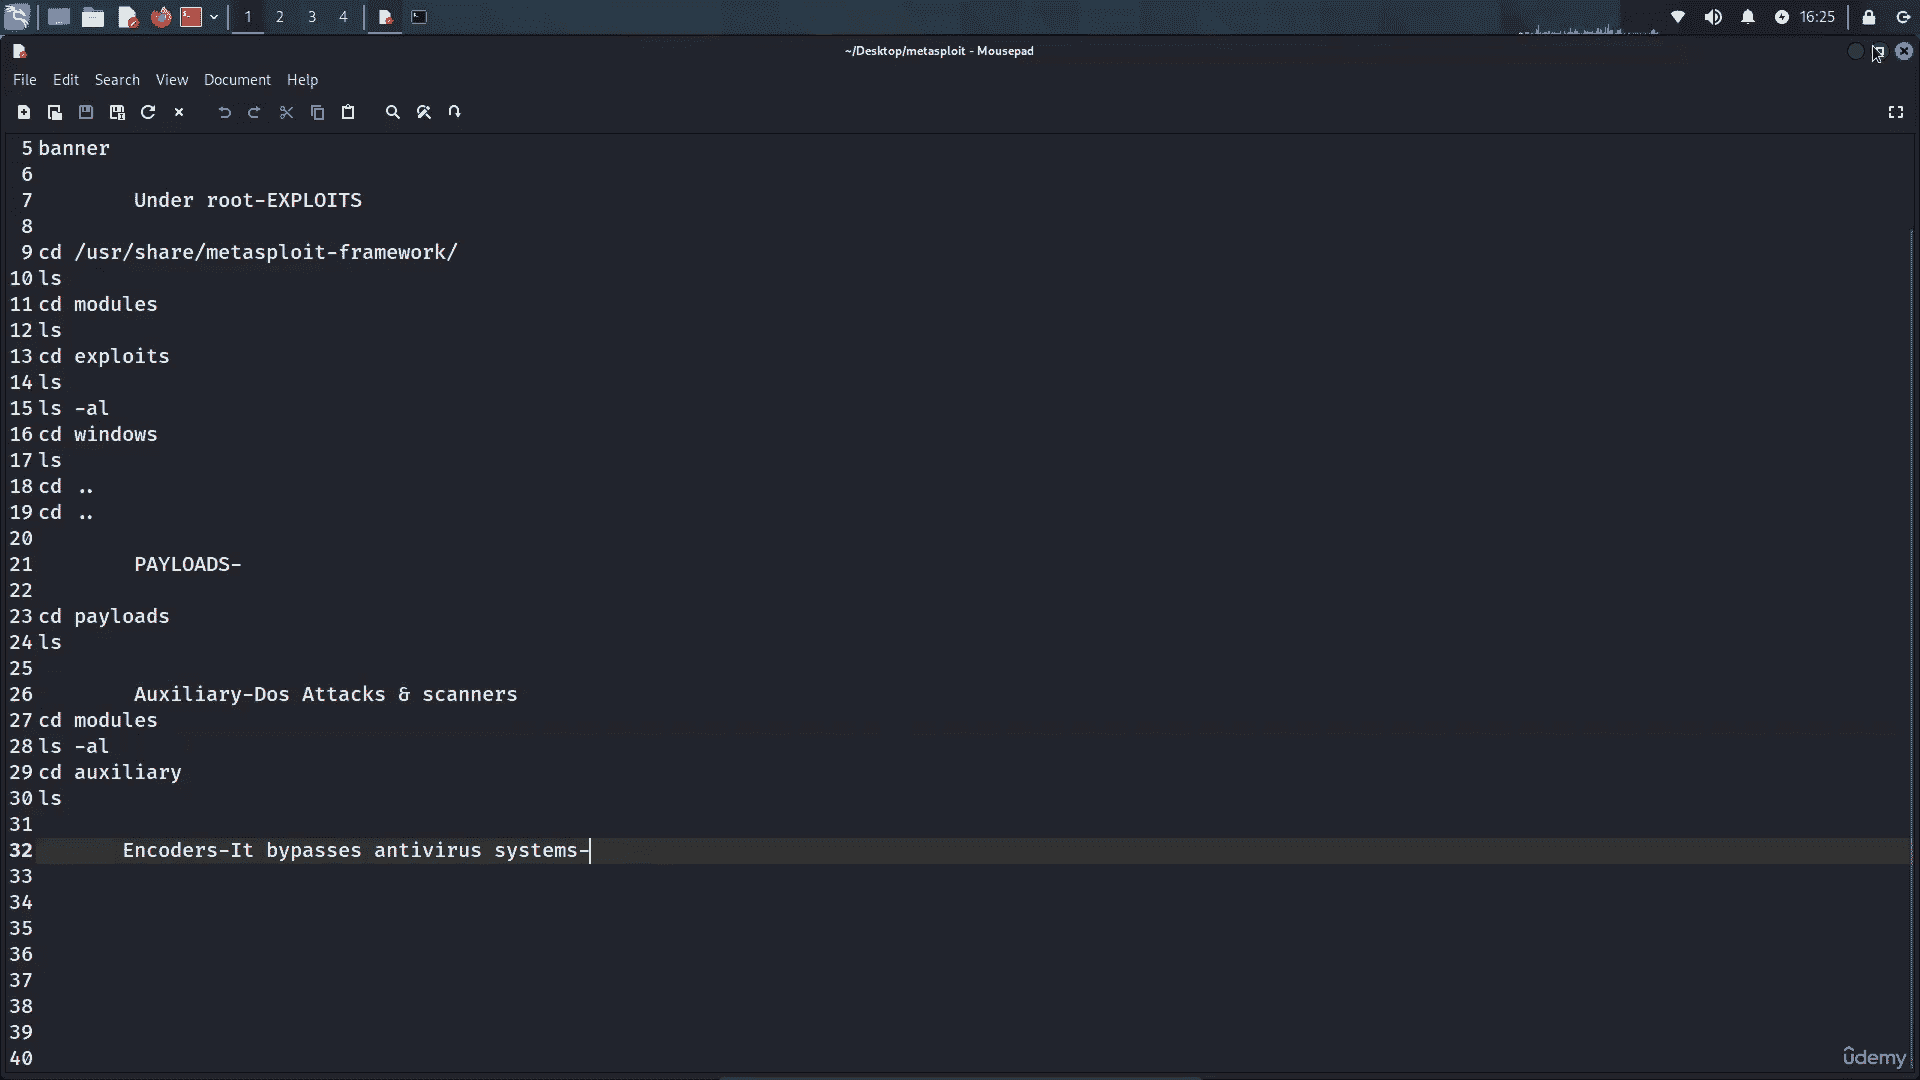 1 2 3 4 16:25
~/Desktop/metasploit - Mousepad
File Edit Search View Document Help
5 banner
6
7 Under root-EXPLOITS
8
9 cd /usr/share/metasploit-framework/
10 ls
11 cd modules
12 ls
13 cd exploits
14 ls
15 ls -al
16 cd windows
17 ls
18 cd ..
19 cd ..
20
21 PAYLOADS-
22
23 cd payloads
24 ls
25
26 Auxiliary-Dos Attacks & scanners
27 cd modules
28 ls -al
29 cd auxiliary
30 ls
31
32 Encoders-It bypasses antivirus systems-
33
34
35
36
37
38
39
40
ûdemy